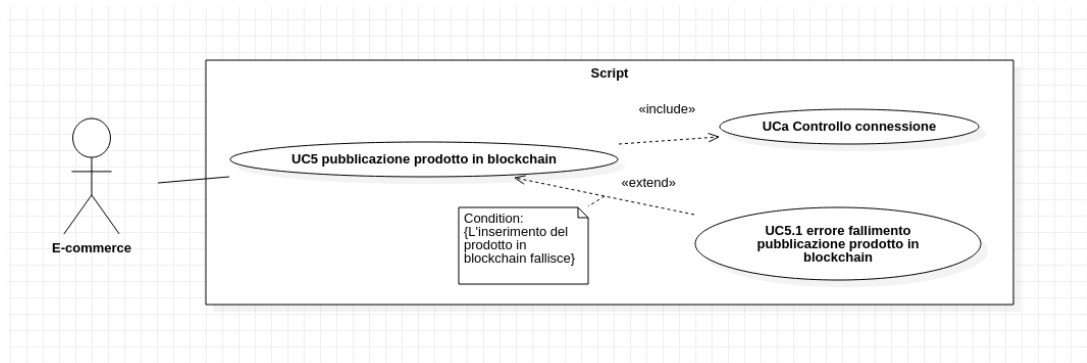 Script
«include»
UCa Controllo connessione
UC5 pubblicazione prodotto in blockchain
«extend»
Condition:
{L'inserimento del
prodotto in
blockchain fallisce}
UC5.1 errore fallimento
pubblicazione prodotto in
blockchain
E-commerce